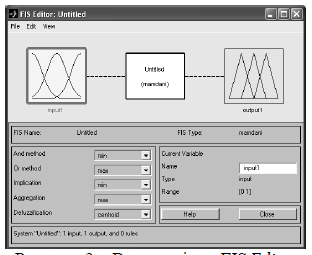 FIS Editor: Untitled
File Edit View
Untitled
(mamdani)
input1
output1
FIS Name: Untitled FIS Type: mamdani
And method min
Or method max
Implication min
Aggregation max
Defuzzification centroid
Current Variable
Name input1
Type input
Range [0 1]
Help Close
System "Untitled": 1 input, 1 output, and 0 rules